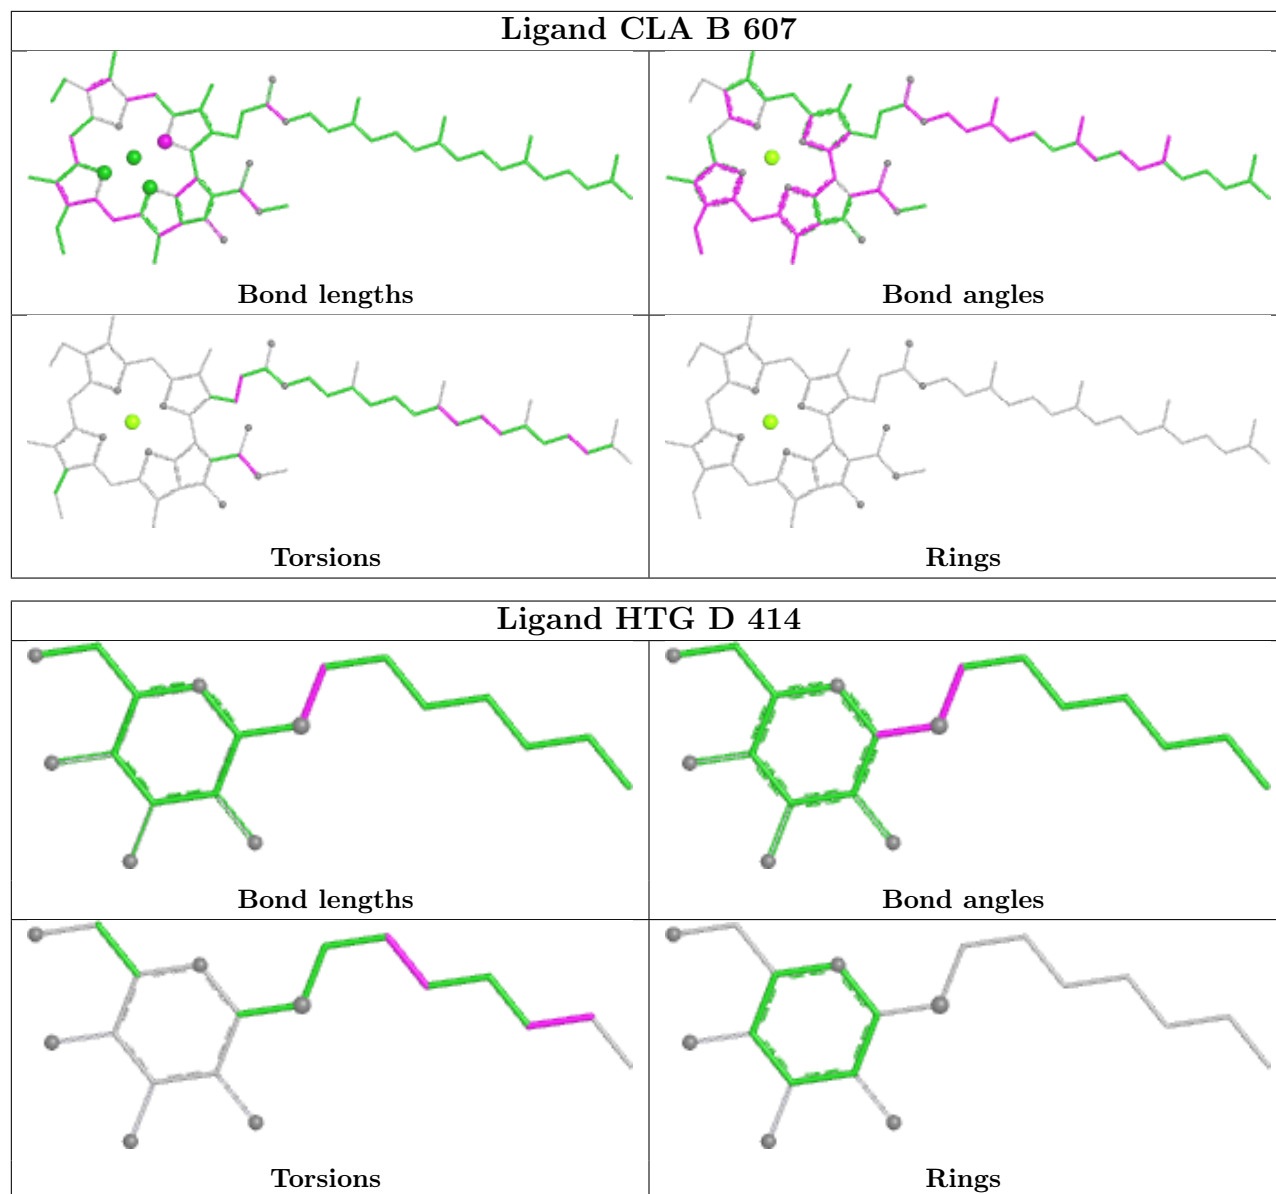 Ligand CLA B 607
Bond lengths
Bond angles
Torsions
Rings
Ligand HTG D 414
Bond lengths
Bond angles
Torsions
Rings